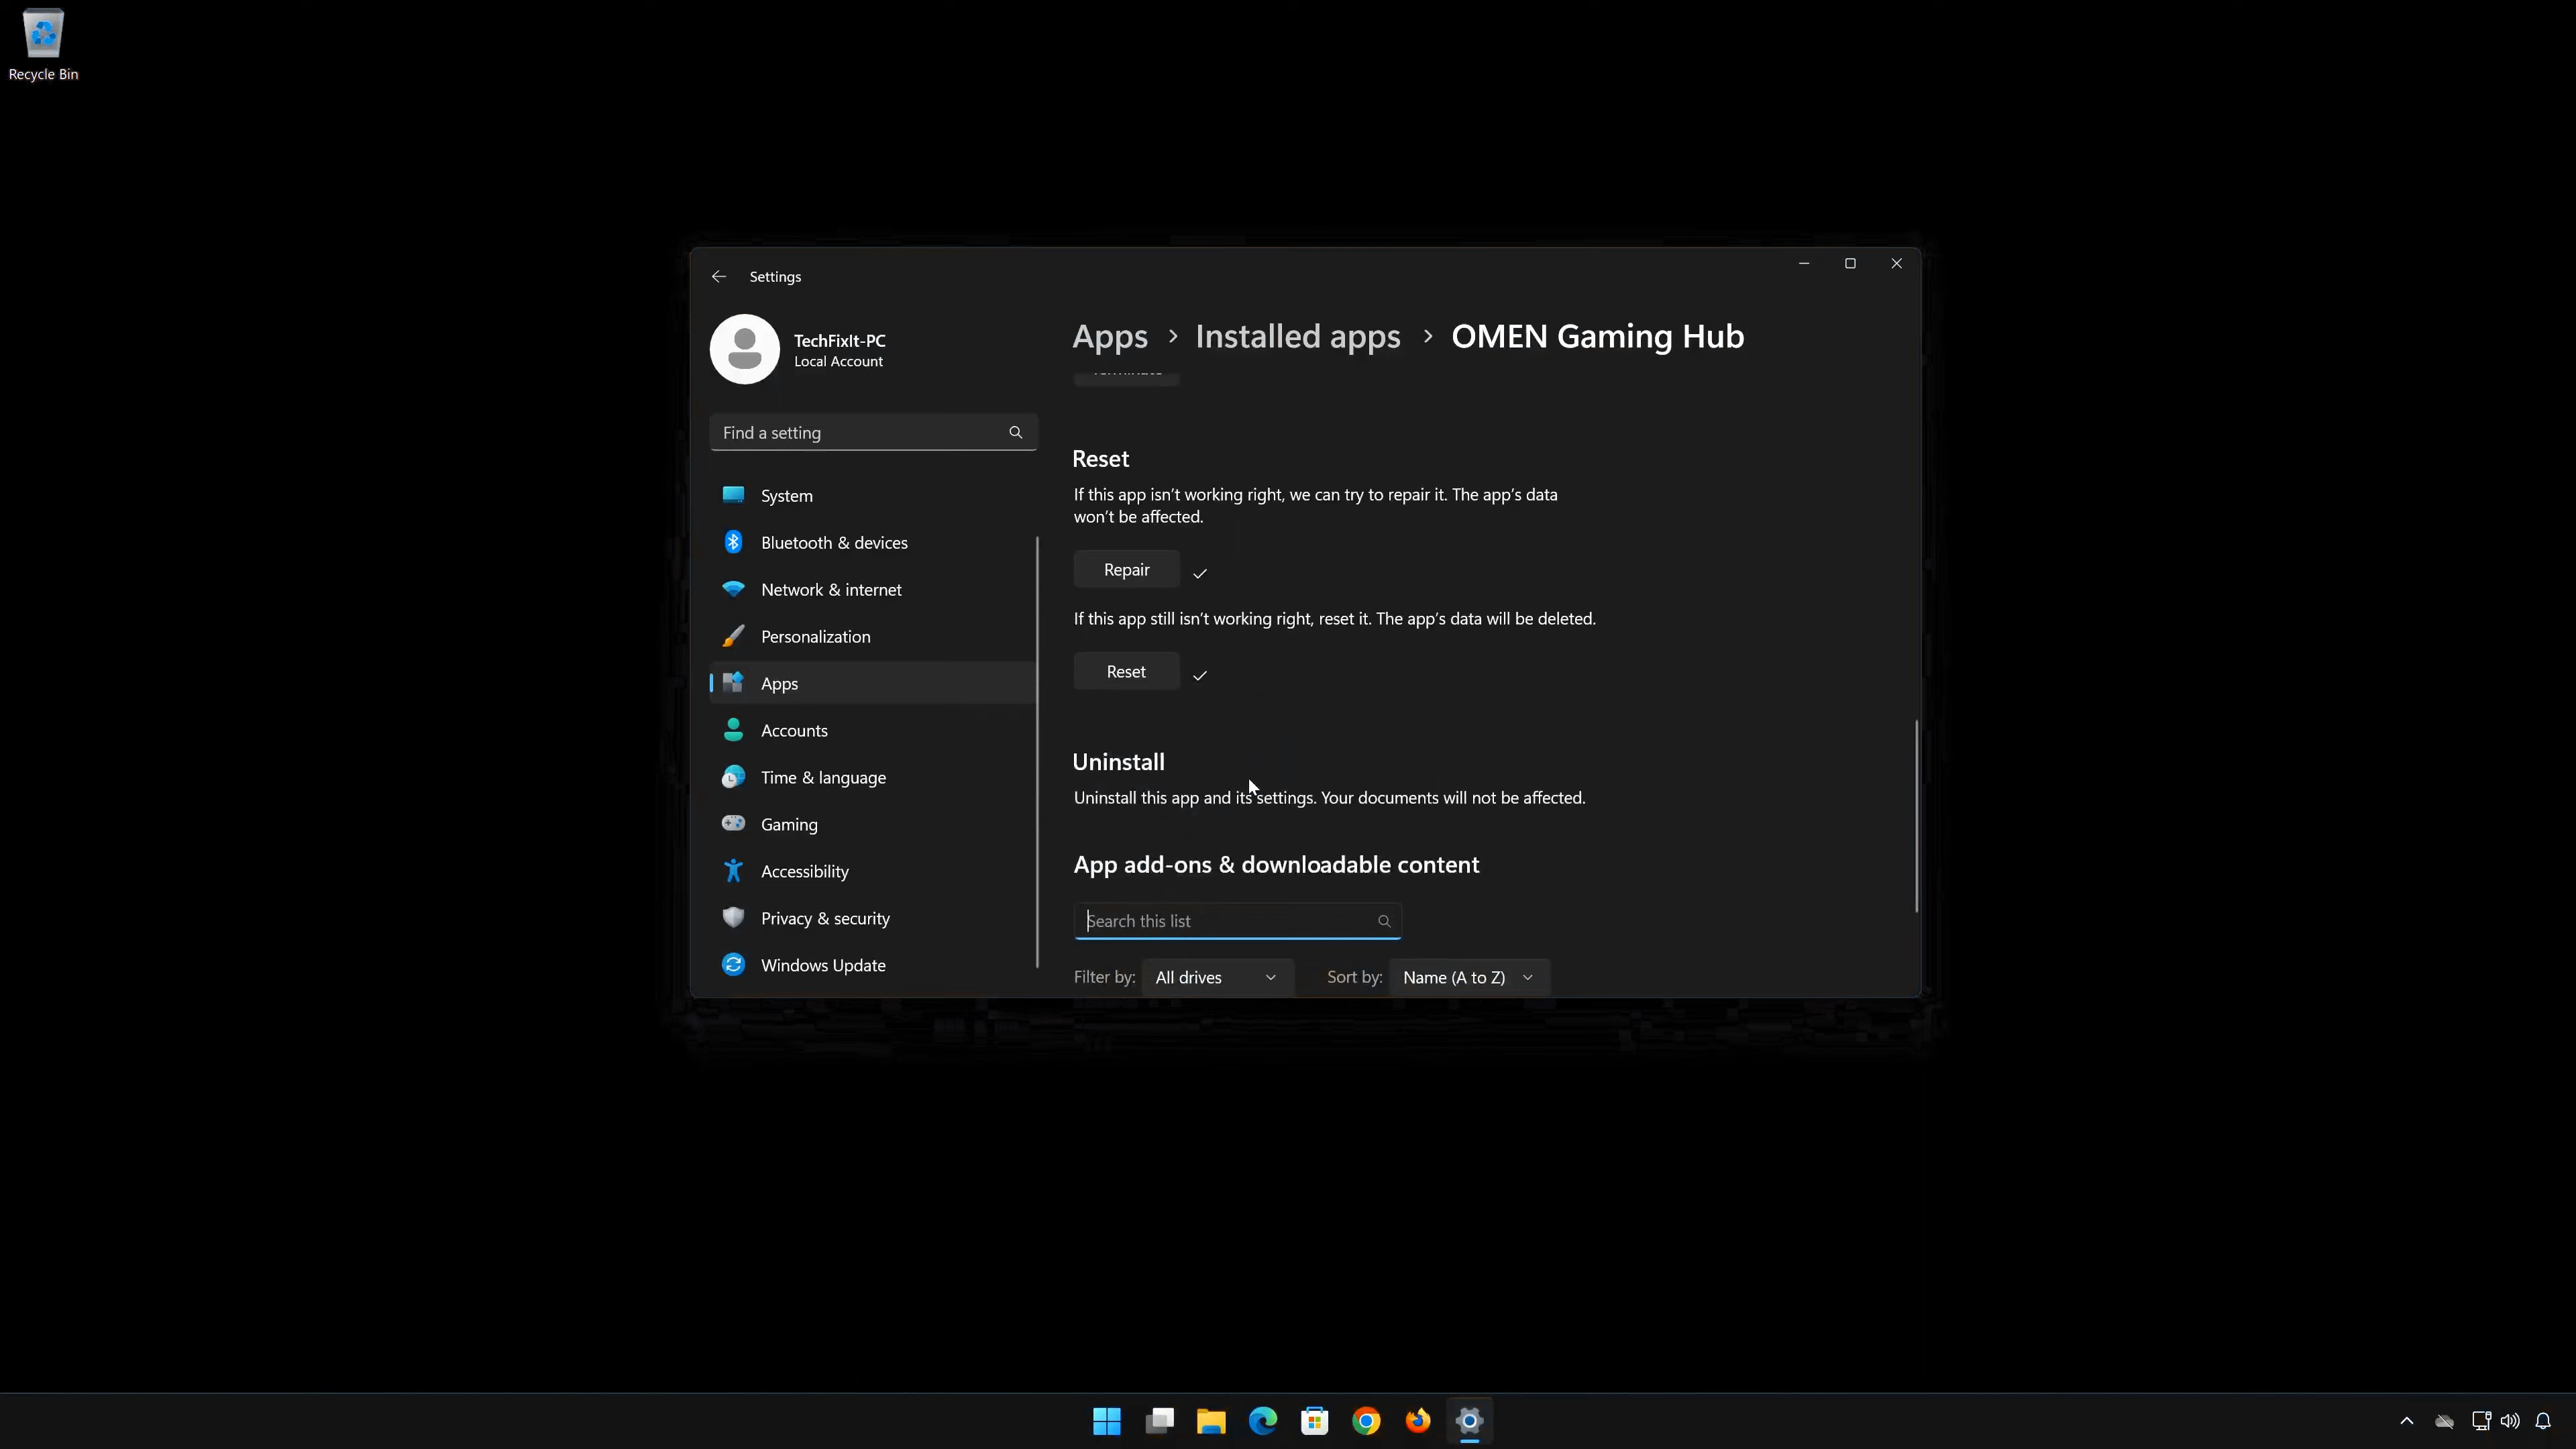 Recycle Bin
Settings
TechFixIt-PC
Local Account
Find a setting
System
Bluetooth & devices
Network & internet
Personalization
Apps
Accounts
Time & language
Gaming
Accessibility
Privacy & security
Windows Update
Apps › Installed apps › OMEN Gaming Hub
Reset
If this app isn't working right, we can try to repair it. The app's data
won't be affected.
Repair
If this app still isn't working right, reset it. The app's data will be deleted.
Reset
Uninstall
Uninstall this app and its settings. Your documents will not be affected.
App add-ons & downloadable content
Search this list
Filter by: All drives Sort by: Name (A to Z)